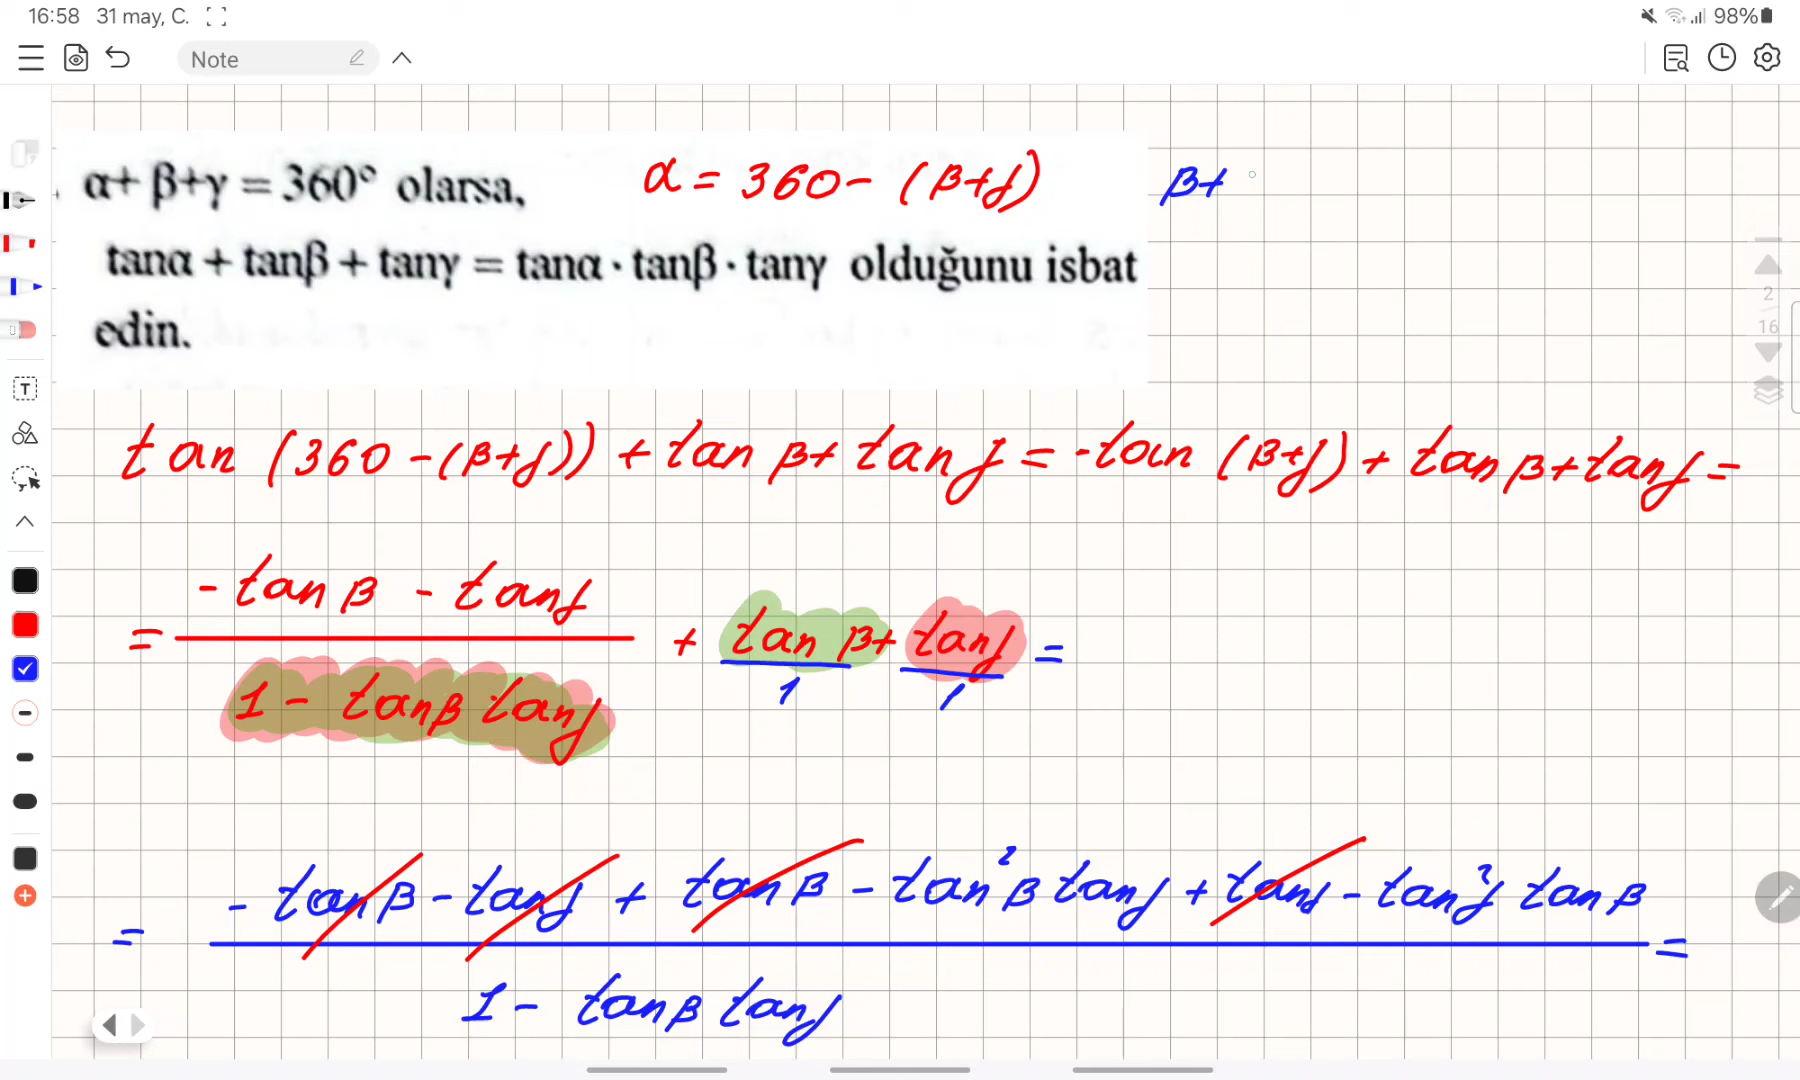 16:58 31 may, C. 98%
Note
α+ β+γ = 360° olarsa,
α = 360 - (β+γ)
β+
tanα + tanβ + tanγ = tanα · tanβ · tanγ olduğunu isbat
edin.
2
16
T
tan (360 - (β+γ)) + tan β + tan γ = - tan (β+γ) + tan β + tan γ =
- tan β - tan γ
= + tan β + tan γ =
1 1
1 - tan β tan γ
- tan β - tan γ + tan β - tan² β tan γ + tan γ - tan² γ tan β
= =
1 - tan β tan γ